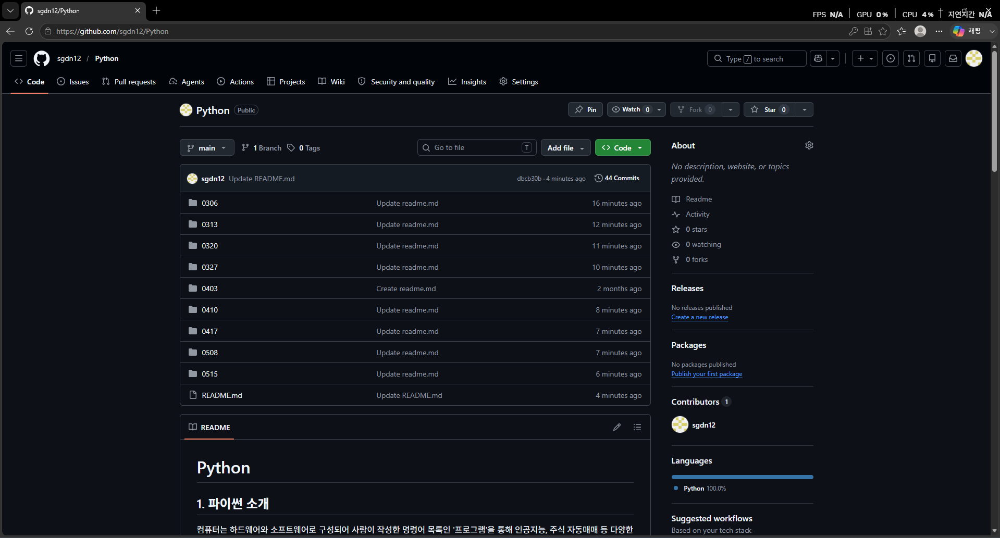 sgdn12/Python
FPS N/A GPU 0% CPU 4% 지연시간 N/A
https://github.com/sgdn12/Python
채팅
sgdn12 / Python
Type / to search
Code Issues Pull requests Agents Actions Projects Wiki Security and quality Insights Settings
Python Public
Pin Watch 0 Fork 0 Star 0
main 1 Branch 0 Tags Go to file T Add file Code
sgdn12 Update README.md dbcb30b · 4 minutes ago 44 Commits
0306 Update readme.md 16 minutes ago
0313 Update readme.md 12 minutes ago
0320 Update readme.md 11 minutes ago
0327 Update readme.md 10 minutes ago
0403 Create readme.md 2 months ago
0410 Update readme.md 8 minutes ago
0417 Update readme.md 7 minutes ago
0508 Update readme.md 7 minutes ago
0515 Update readme.md 6 minutes ago
README.md Update README.md 4 minutes ago
README
Python
1. 파이썬 소개
컴퓨터는 하드웨어와 소프트웨어로 구성되어 사람이 작성한 명령어 목록인 '프로그램'을 통해 인공지능, 주식 자동매매 등 다양한
About
No description, website, or topics
provided.
Readme
Activity
0 stars
0 watching
0 forks
Releases
No releases published
Create a new release
Packages
No packages published
Publish your first package
Contributors 1
sgdn12
Languages
Python 100.0%
Suggested workflows
Based on your tech stack